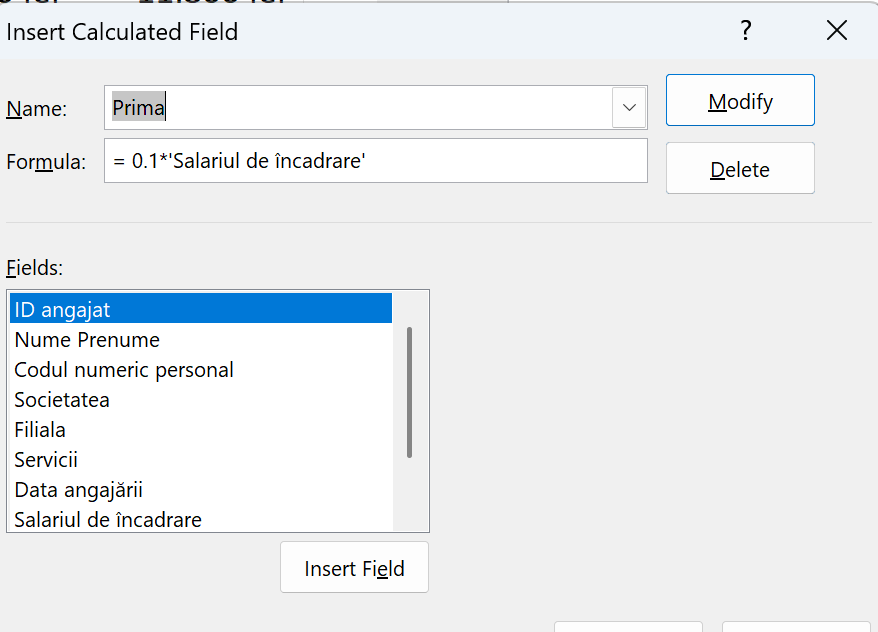 Insert Calculated Field ?
Name: Prima Modify
Formula: = 0.1*'Salariul de încadrare' Delete
Fields:
ID angajat
Nume Prenume
Codul numeric personal
Societatea
Filiala
Servicii
Data angajării
Salariul de încadrare
Insert Field